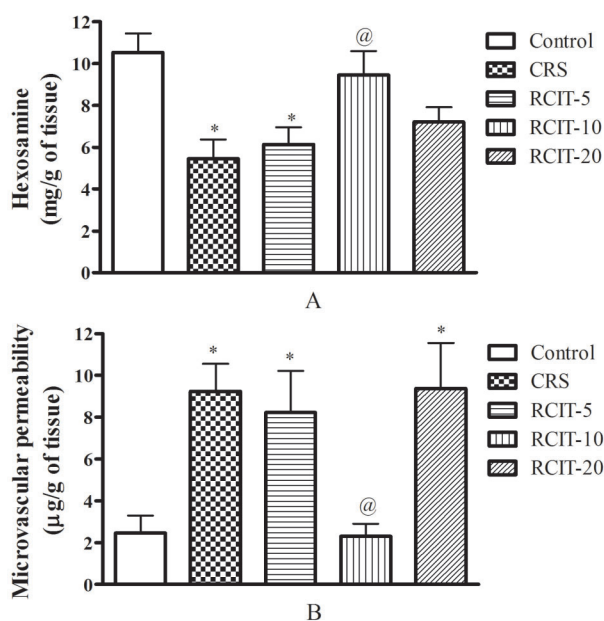 Hexosamine
(mg/g of tissue)
12
10
8
6
4
2
0
*
*
@
Control
CRS
RCIT-5
RCIT-10
RCIT-20
A
Microvascular permeability
(μg/g of tissue)
12
10
8
6
4
2
0
*
*
@
*
Control
CRS
RCIT-5
RCIT-10
RCIT-20
B